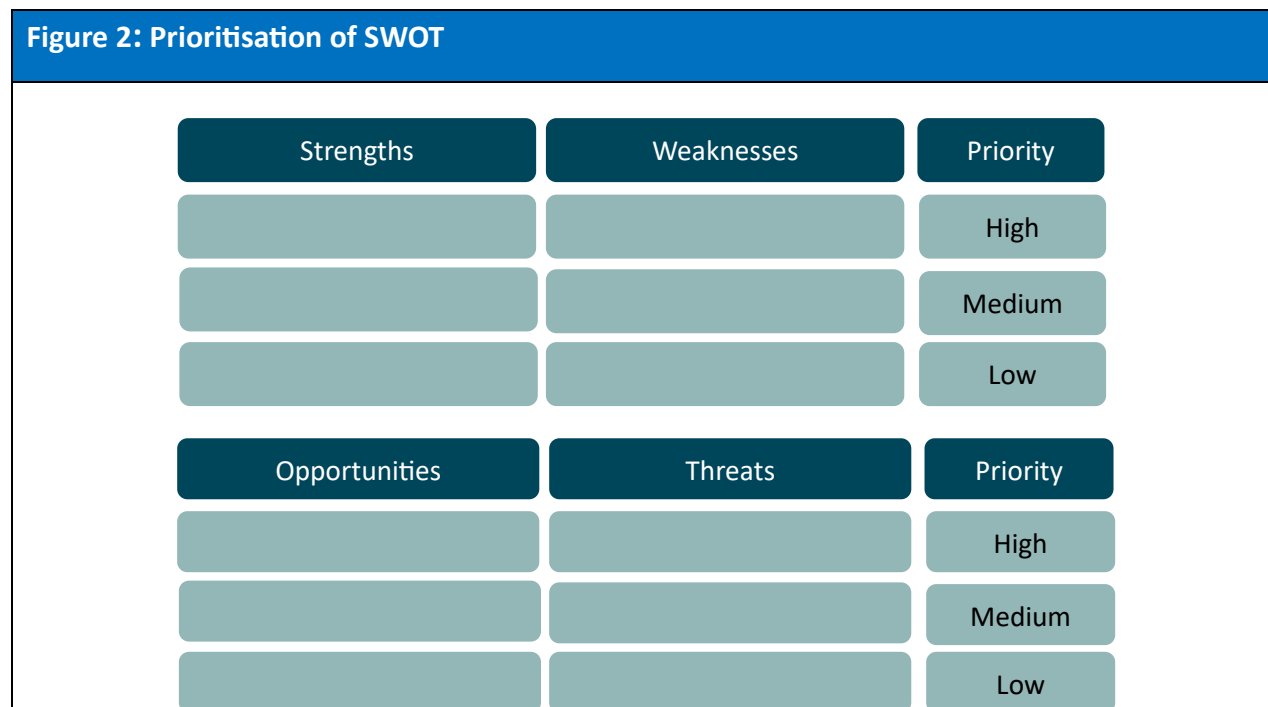 Figure 2: Prioritisation of SWOT
Strengths Weaknesses Priority
High
Medium
Low
Opportunities Threats Priority
High
Medium
Low